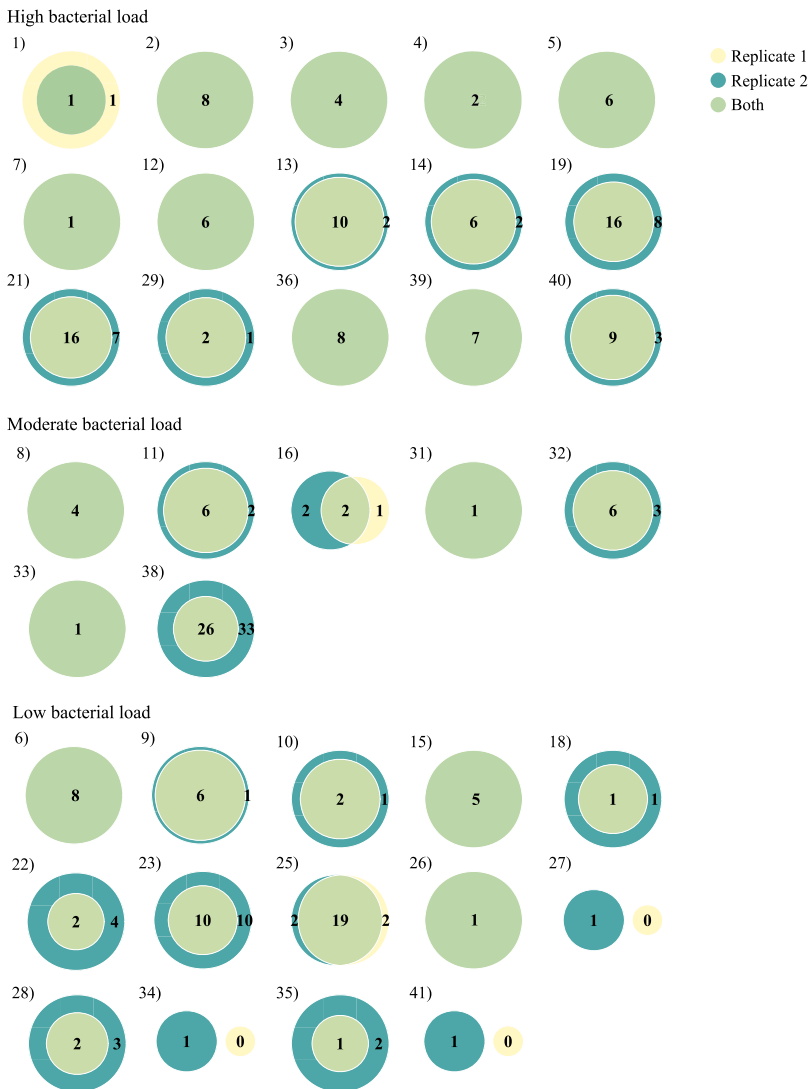 High bacterial load
1) 2) 3) 4) 5)
Replicate 1
Replicate 2
Both
1 1 8 4 2 6
7) 12) 13) 14) 19)
1 6 10 2 6 2 16 8
21) 29) 36) 39) 40)
16 7 2 1 8 7 9 3
Moderate bacterial load
8) 11) 16) 31) 32)
4 6 2 2 2 1 1 6 3
33) 38)
1 26 33
Low bacterial load
6) 9) 10) 15) 18)
8 6 1 2 1 5 1 1
22) 23) 25) 26) 27)
2 4 10 10 2 19 2 1 1 0
28) 34) 35) 41)
2 3 1 0 1 2 1 0